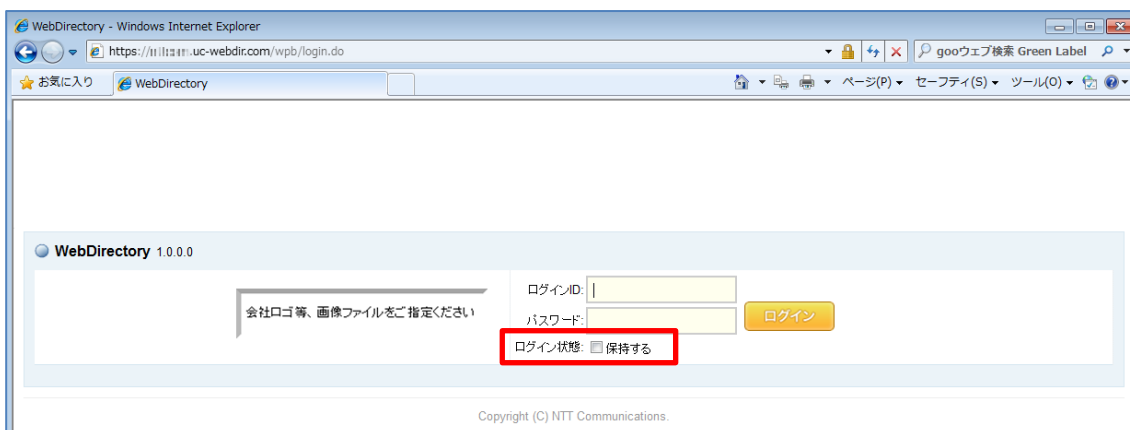 WebDirectory - Windows Internet Explorer
https:// .uc-webdir.com/wpb/login.do
gooウェブ検索 Green Label
お気に入り
WebDirectory
ページ(P)
セーフティ(S)
ツール(O)
WebDirectory 1.0.0.0
会社ロゴ等、画像ファイルをご指定ください
ログインID:
パスワード:
ログイン
ログイン状態: 保持する
Copyright (C) NTT Communications.